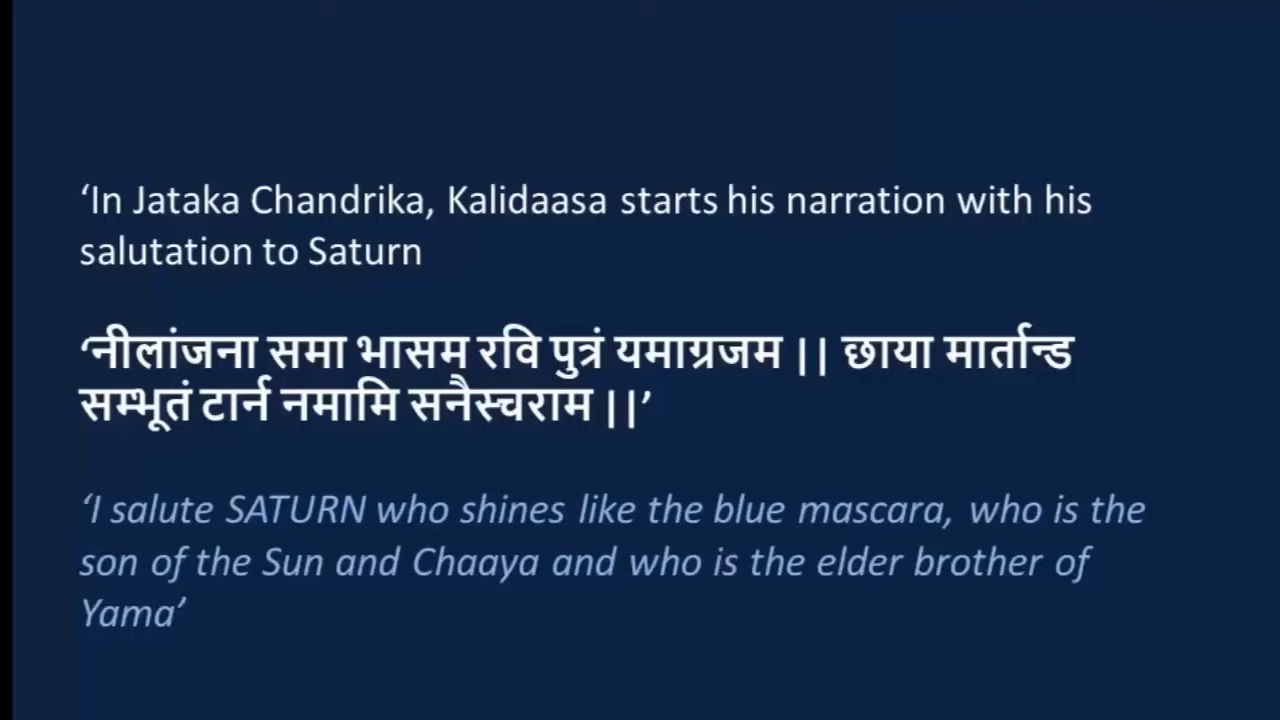 ‘In Jataka Chandrika, Kalidaasa starts his narration with his
salutation to Saturn
‘नीलांजना समा भासम रवि पुत्रं यमाग्रजम || छाया मार्तान्ड
सम्भूतं टार्न नमामि सनैस्चराम ||’
‘I salute SATURN who shines like the blue mascara, who is the
son of the Sun and Chaaya and who is the elder brother of
Yama’